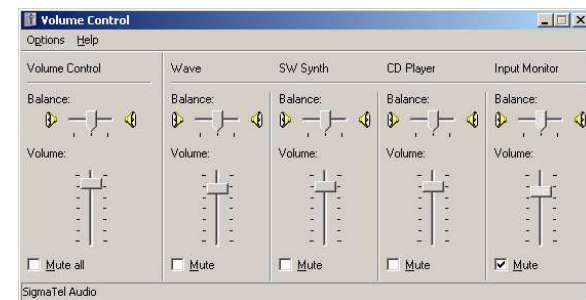 Volume Control
Options Help
Volume Control Wave SW Synth CD Player Input Monitor
Balance: Balance: Balance: Balance: Balance:
Volume: Volume: Volume: Volume: Volume:
Mute all Mute Mute Mute Mute
SigmaTel Audio